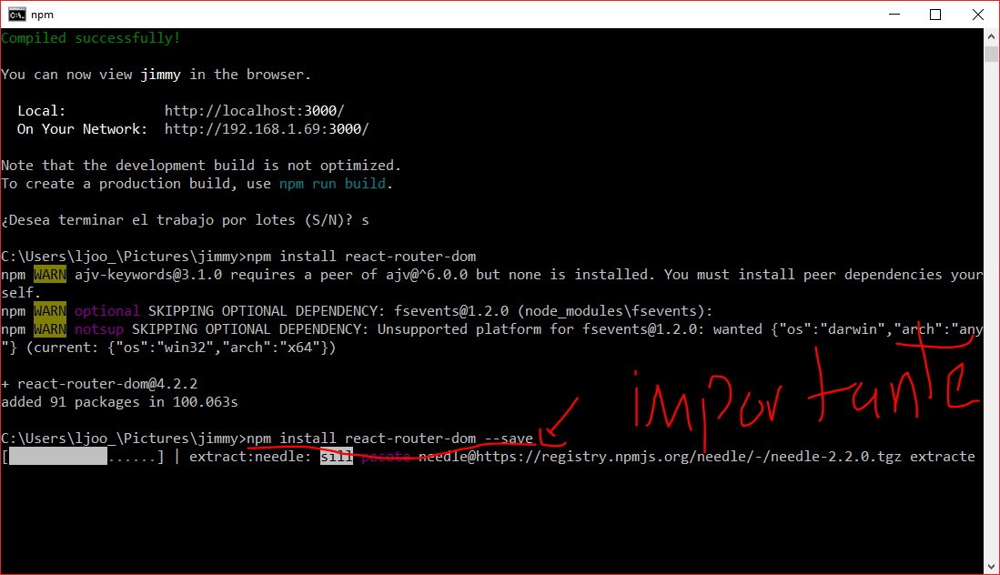 npm
Compiled successfully!
You can now view jimmy in the browser.
Local: http://localhost:3000/
On Your Network: http://192.168.1.69:3000/
Note that the development build is not optimized.
To create a production build, use npm run build.
¿Desea terminar el trabajo por lotes (S/N)? s
C:\Users\ljoo_\Pictures\jimmy>npm install react-router-dom
npm WARN ajv-keywords@3.1.0 requires a peer of ajv@^6.0.0 but none is installed. You must install peer dependencies your
self.
npm WARN optional SKIPPING OPTIONAL DEPENDENCY: fsevents@1.2.0 (node_modules\fsevents):
npm WARN notsup SKIPPING OPTIONAL DEPENDENCY: Unsupported platform for fsevents@1.2.0: wanted {"os":"darwin","arch":"any
"} (current: {"os":"win32","arch":"x64"})
+ react-router-dom@4.2.2
added 91 packages in 100.063s
importante
C:\Users\ljoo_\Pictures\jimmy>npm install react-router-dom --save
[ ......] | extract:needle: sill pacote needle@https://registry.npmjs.org/needle/-/needle-2.2.0.tgz extracte